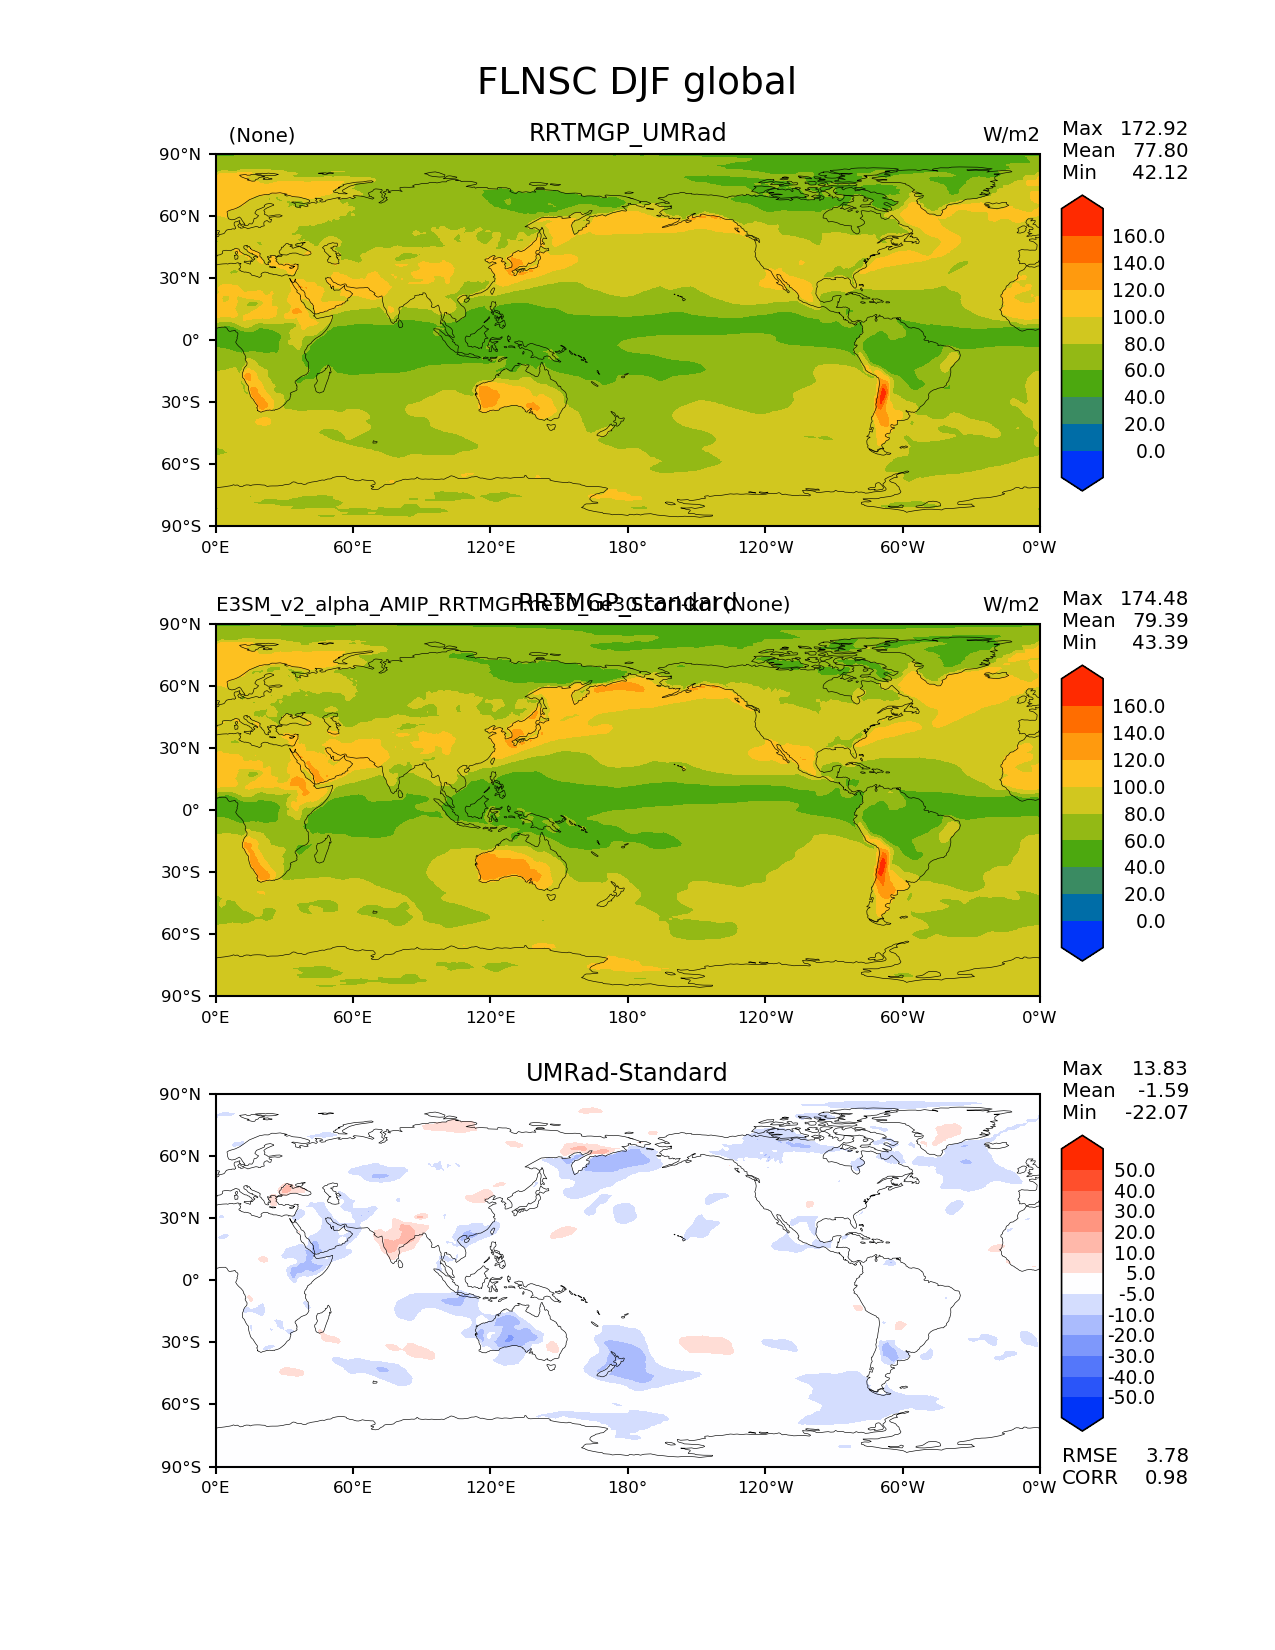 FLNSC DJF global
(None) RRTMGP_UMRad W/m2
Max 172.92
Mean 77.80
Min 42.12
90°N
60°N
30°N
0°
30°S
60°S
90°S
0°E 60°E 120°E 180° 120°W 60°W 0°W
160.0
140.0
120.0
100.0
80.0
60.0
40.0
20.0
0.0
E3SM_v2_alpha_AMIP_RRTMGP (None)
RRTMGP_standard
W/m2
Max 174.48
Mean 79.39
Min 43.39
90°N
60°N
30°N
0°
30°S
60°S
90°S
0°E 60°E 120°E 180° 120°W 60°W 0°W
160.0
140.0
120.0
100.0
80.0
60.0
40.0
20.0
0.0
UMRad-Standard
Max 13.83
Mean -1.59
Min -22.07
90°N
60°N
30°N
0°
30°S
60°S
90°S
0°E 60°E 120°E 180° 120°W 60°W 0°W
50.0
40.0
30.0
20.0
10.0
5.0
-5.0
-10.0
-20.0
-30.0
-40.0
-50.0
RMSE 3.78
CORR 0.98